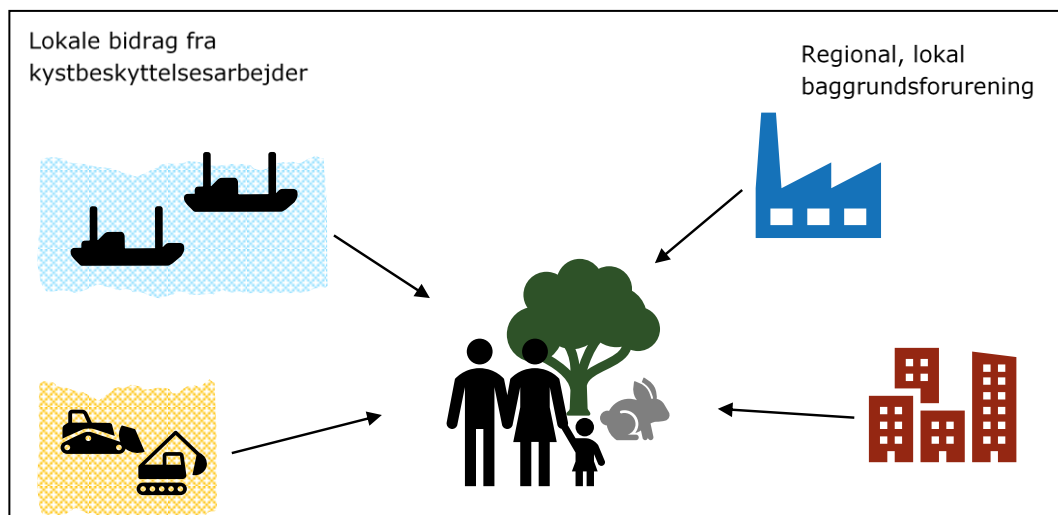 Lokale bidrag fra
kystbeskyttelsesarbejder
Regional, lokal
baggrundsforurening